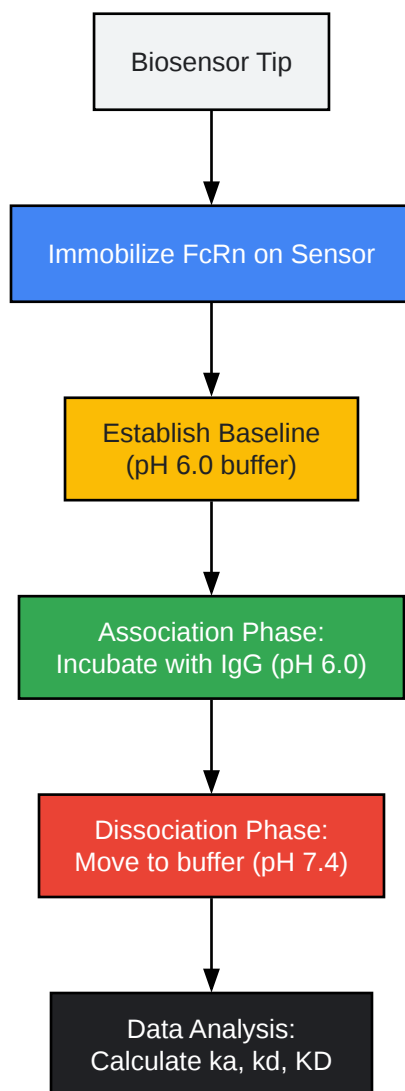 Biosensor Tip
Immobilize FcRn on Sensor
Establish Baseline
(pH 6.0 buffer)
Association Phase:
Incubate with IgG (pH 6.0)
Dissociation Phase:
Move to buffer (pH 7.4)
Data Analysis:
Calculate ka, kd, KD